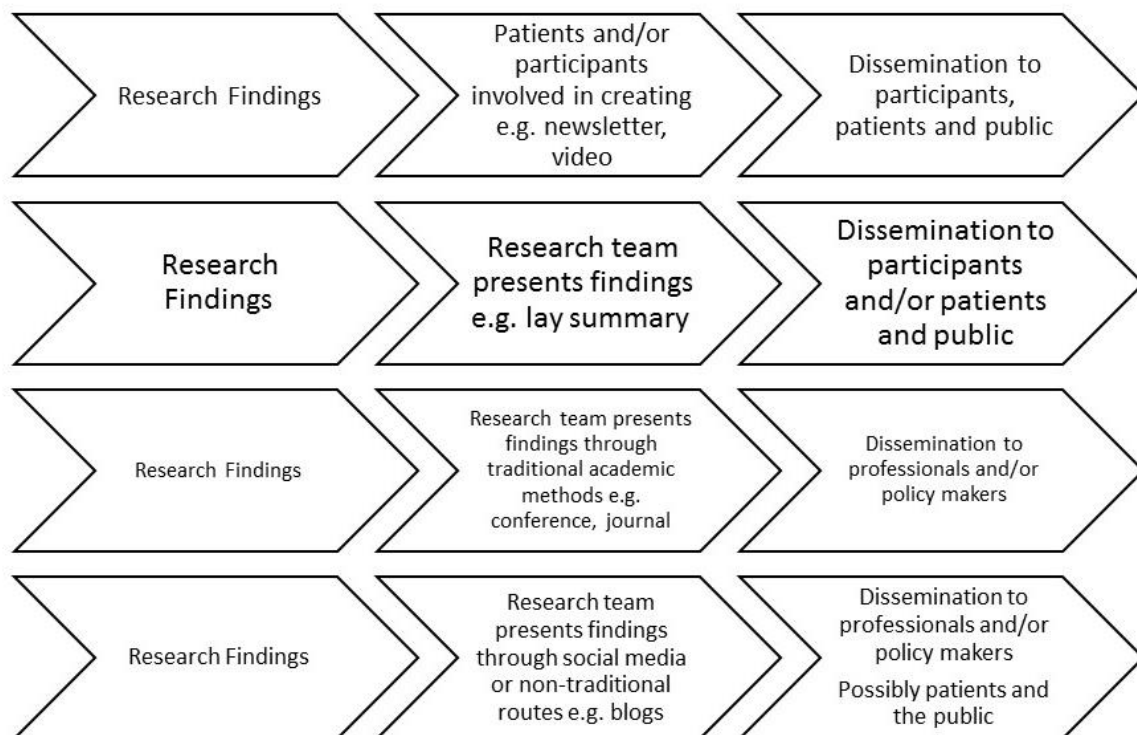 Research Findings
Patients and/or
participants
involved in creating
e.g. newsletter,
video
Dissemination to
participants,
patients and public
Research
Findings
Research team
presents findings
e.g. lay summary
Dissemination to
participants
and/or patients
and public
Research Findings
Research team presents
findings through
traditional academic
methods e.g.
conference, journal
Dissemination to
professionals and/or
policy makers
Research Findings
Research team
presents findings
through social media
or non-traditional
routes e.g. blogs
Dissemination to
professionals and/or
policy makers
Possibly patients and
the public